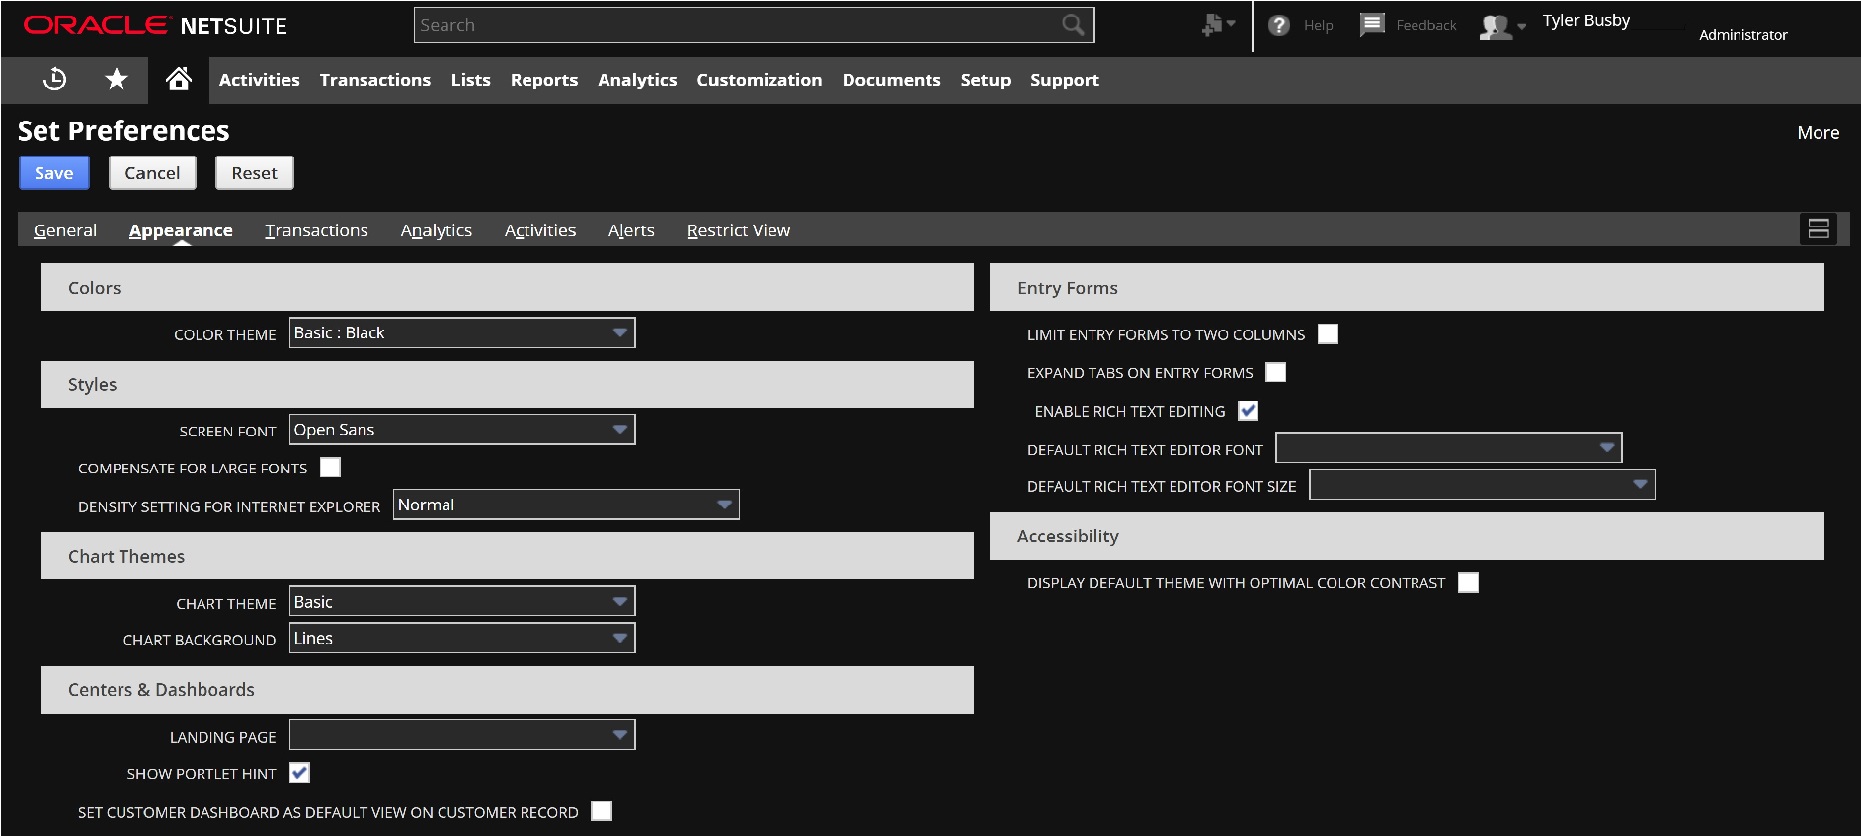 ORACLE NETSUITE
Search
Help
Feedback
Tyler Busby
Administrator
Activities Transactions Lists Reports Analytics Customization Documents Setup Support
Set Preferences
More
Save Cancel Reset
General Appearance Transactions Analytics Activities Alerts Restrict View
Colors
COLOR THEME Basic : Black
Styles
SCREEN FONT Open Sans
COMPENSATE FOR LARGE FONTS
DENSITY SETTING FOR INTERNET EXPLORER Normal
Chart Themes
CHART THEME Basic
CHART BACKGROUND Lines
Centers & Dashboards
LANDING PAGE
SHOW PORTLET HINT
SET CUSTOMER DASHBOARD AS DEFAULT VIEW ON CUSTOMER RECORD
Entry Forms
LIMIT ENTRY FORMS TO TWO COLUMNS
EXPAND TABS ON ENTRY FORMS
ENABLE RICH TEXT EDITING
DEFAULT RICH TEXT EDITOR FONT
DEFAULT RICH TEXT EDITOR FONT SIZE
Accessibility
DISPLAY DEFAULT THEME WITH OPTIMAL COLOR CONTRAST